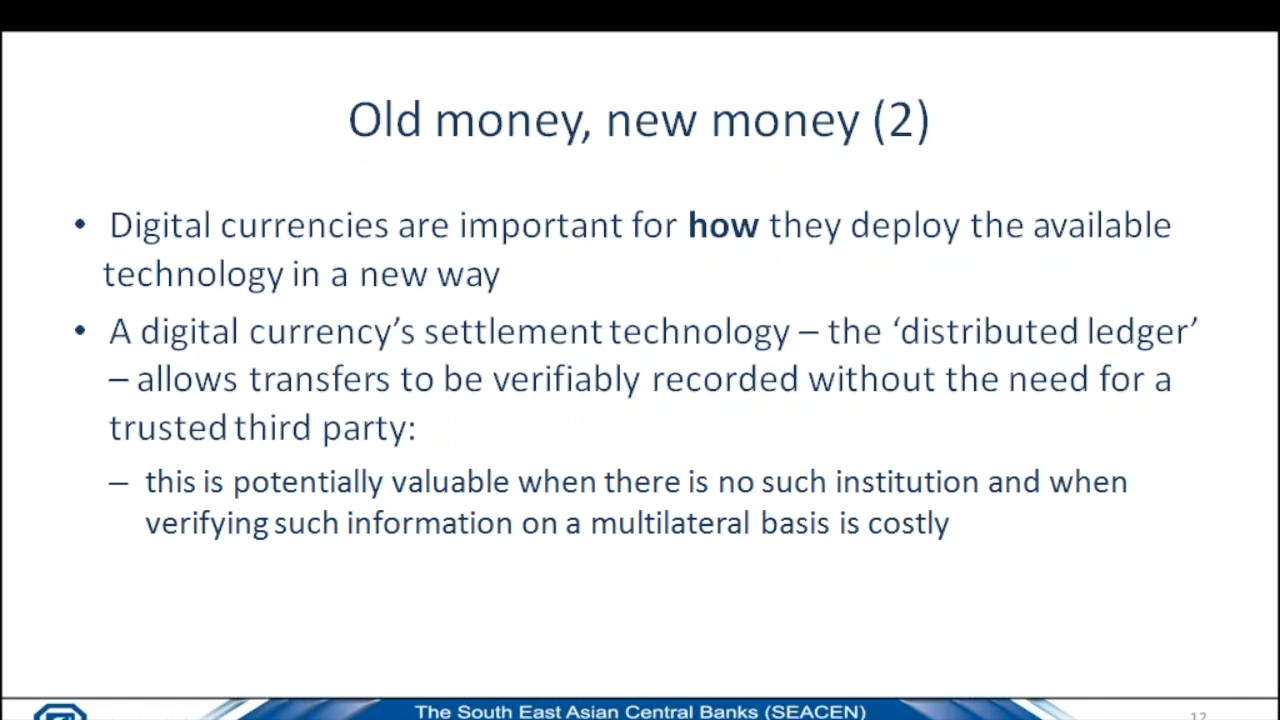 Old money, new money (2)
• Digital currencies are important for how they deploy the available
technology in a new way
• A digital currency’s settlement technology – the ‘distributed ledger’
– allows transfers to be verifiably recorded without the need for a
trusted third party:
– this is potentially valuable when there is no such institution and when
verifying such information on a multilateral basis is costly
The South East Asian Central Banks (SEACEN)
12